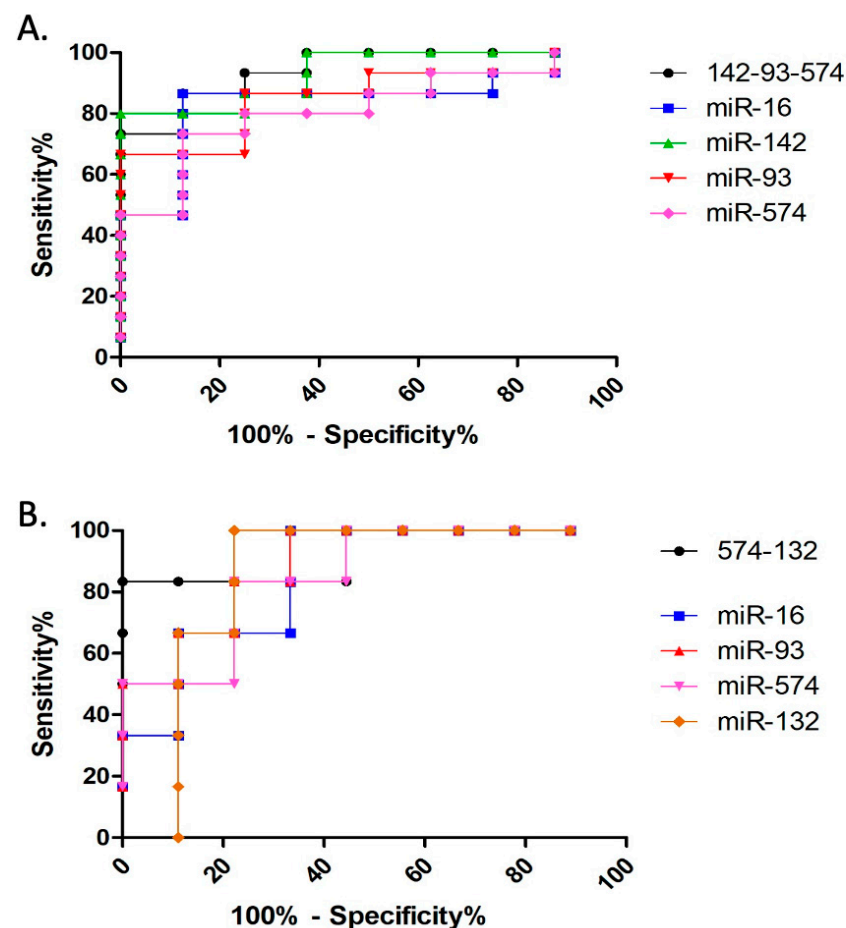 A.
100
80
60
40
20
0
Sensitivity%
0 20 40 60 80 100
100% - Specificity%
142-93-574
miR-16
miR-142
miR-93
miR-574
B.
100
80
60
40
20
0
Sensitivity%
0 20 40 60 80 100
100% - Specificity%
574-132
miR-16
miR-93
miR-574
miR-132